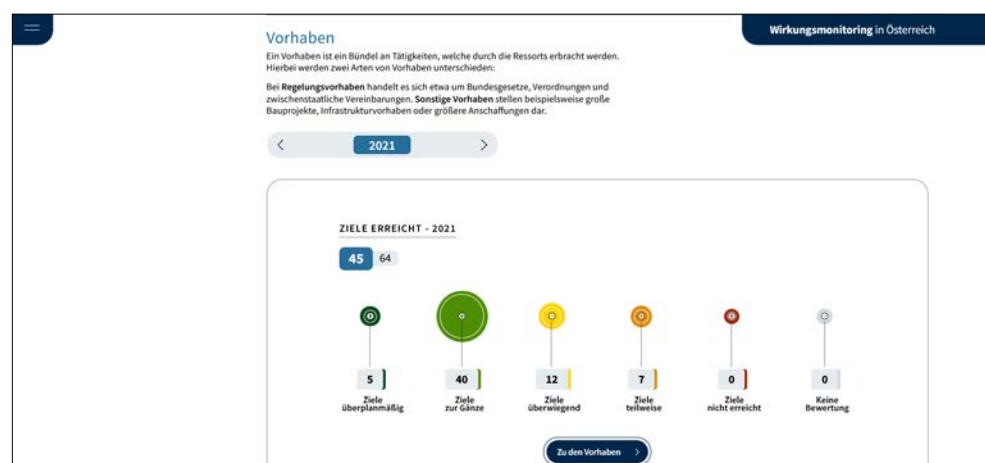 Wirkungsmonitoring in Österreich
Vorhaben
Ein Vorhaben ist ein Bündel an Tätigkeiten, welche durch die Ressorts erbracht werden.
Hierbei werden zwei Arten von Vorhaben unterschieden:
Bei Regelungsvorhaben handelt es sich etwa um Bundesgesetze, Verordnungen und
zwischenstaatliche Vereinbarungen. Sonstige Vorhaben stellen beispielsweise große
Bauprojekte, Infrastrukturvorhaben oder größere Anschaffungen dar.
2021
ZIELE ERREICHT - 2021
45 64
5 40 12 7 0 0
Ziele Ziele Ziele Ziele Ziele Keine
überplanmäßig zur Gänze überwiegend teilweise nicht erreicht Bewertung
Zu den Vorhaben